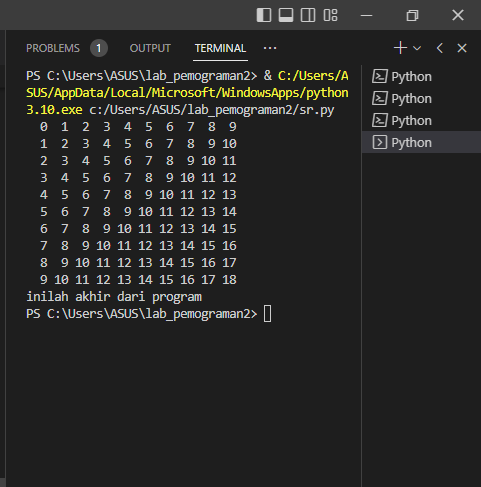 PROBLEMS 1 OUTPUT TERMINAL ...
PS C:\Users\ASUS\lab_pemograman2> & C:/Users/A
SUS/AppData/Local/Microsoft/WindowsApps/python
3.10.exe c:/Users/ASUS/lab_pemograman2/sr.py
0 1 2 3 4 5 6 7 8 9
1 2 3 4 5 6 7 8 9 10
2 3 4 5 6 7 8 9 10 11
3 4 5 6 7 8 9 10 11 12
4 5 6 7 8 9 10 11 12 13
5 6 7 8 9 10 11 12 13 14
6 7 8 9 10 11 12 13 14 15
7 8 9 10 11 12 13 14 15 16
8 9 10 11 12 13 14 15 16 17
9 10 11 12 13 14 15 16 17 18
inilah akhir dari program
PS C:\Users\ASUS\lab_pemograman2>
Python
Python
Python
Python